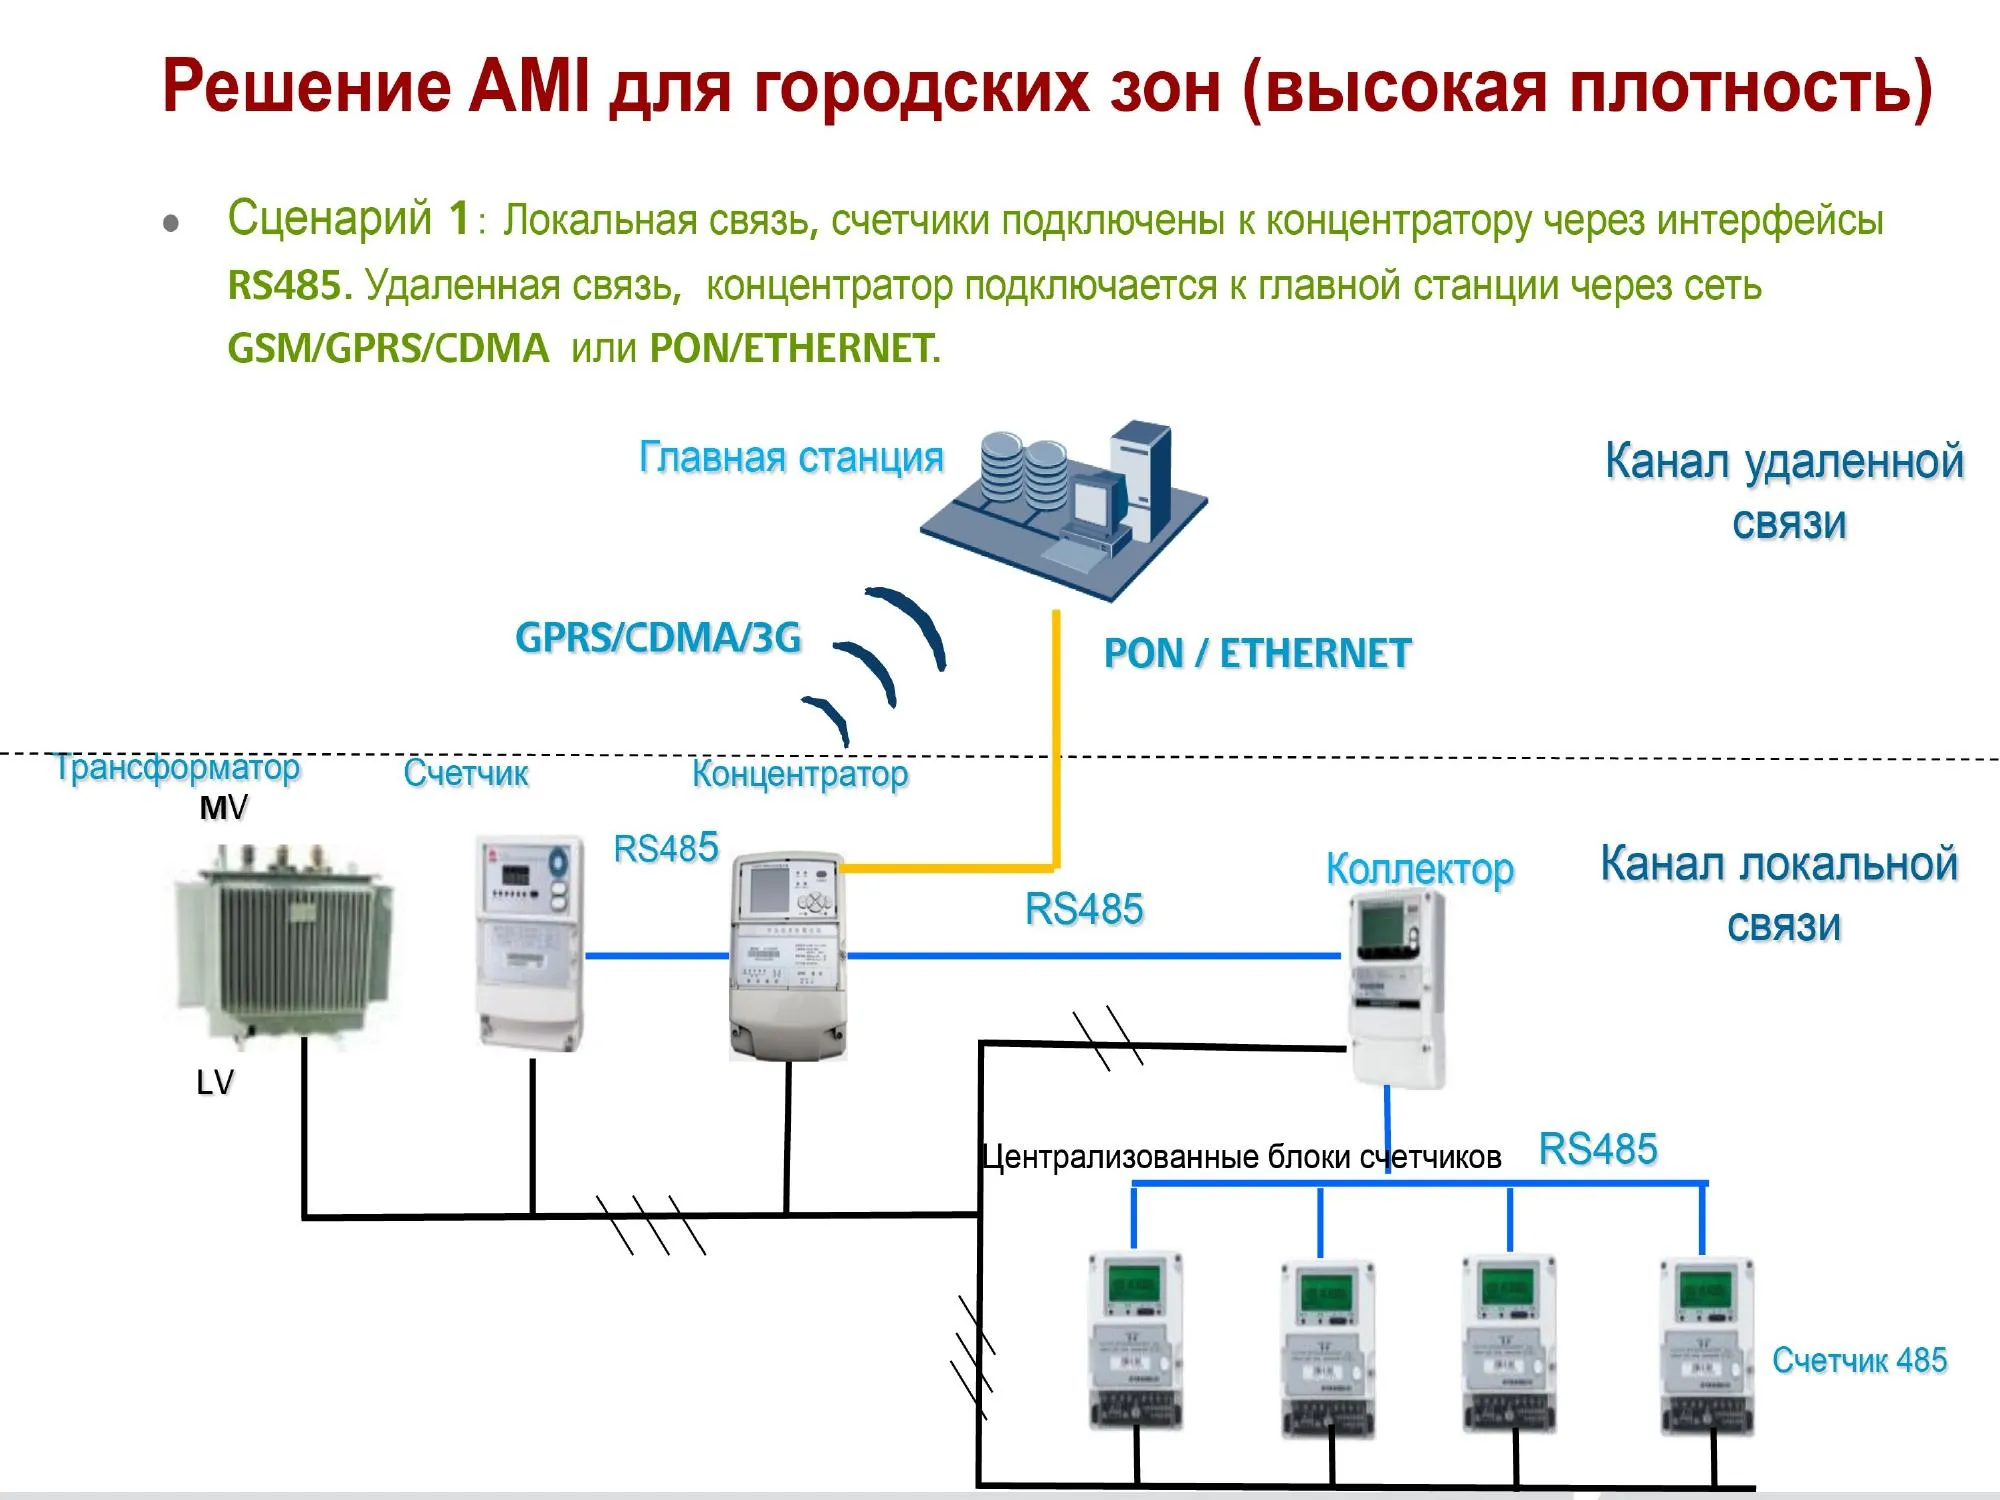 Решение AMI для городских зон (высокая плотность)
● Сценарий 1: Локальная связь, счетчики подключены к концентратору через интерфейсы
RS485. Удаленная связь, концентратор подключается к главной станции через сеть
GSM/GPRS/CDMA или PON/ETHERNET.
Главная станция
Канал удаленной
связи
GPRS/CDMA/3G
PON / ETHERNET
Трансформатор
Счетчик
Концентратор
MV
RS485
Коллектор
Канал локальной
связи
RS485
LV
Централизованные блоки счетчиков
RS485
Счетчик 485